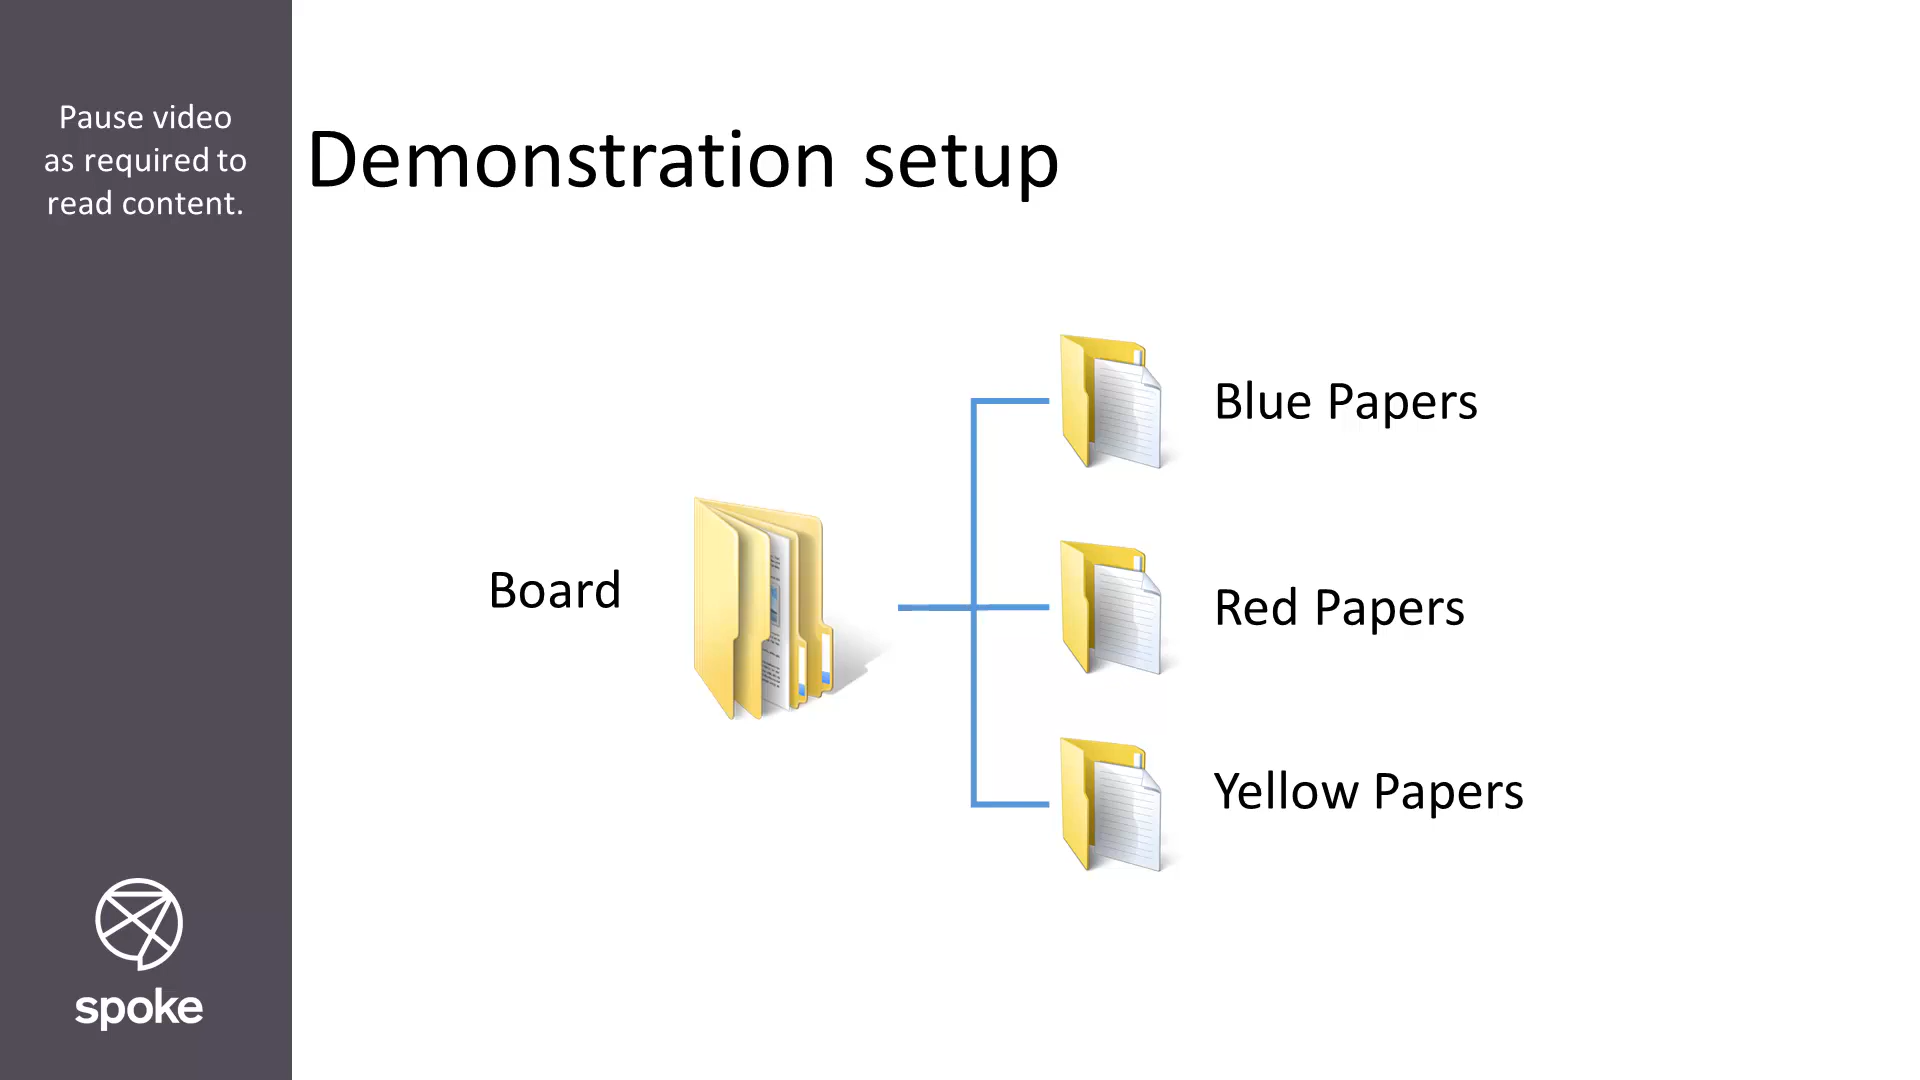 Pause video
as required to
read content.
Demonstration setup
Blue Papers
Board
Red Papers
Yellow Papers
spoke